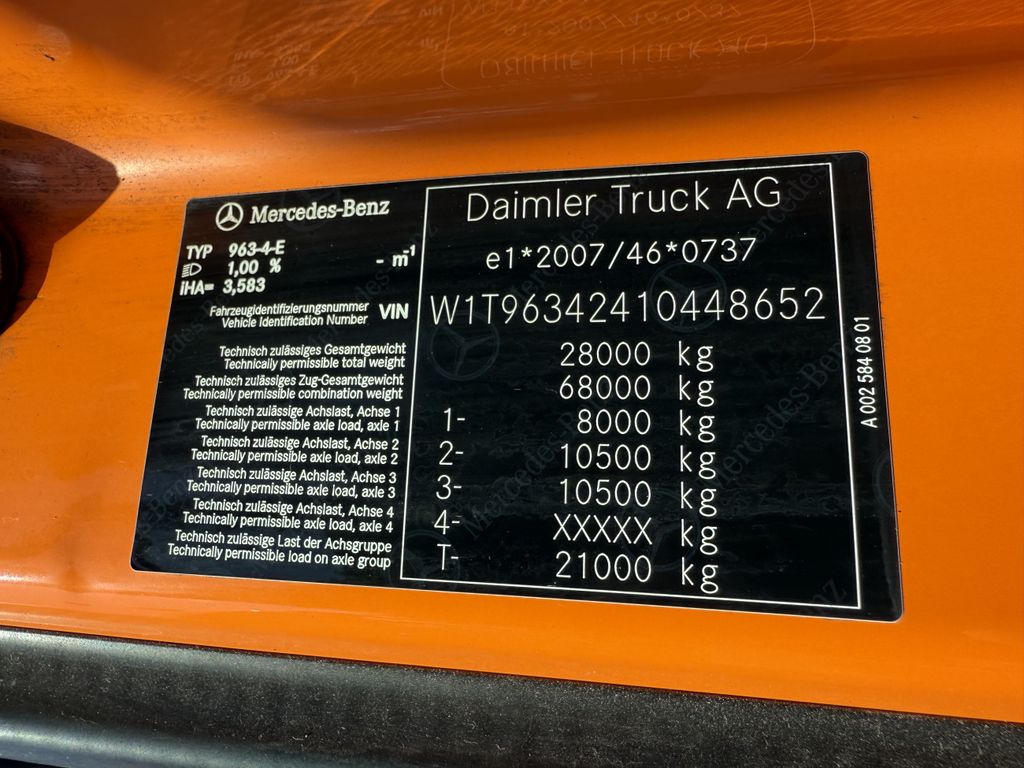 Mercedes-Benz
TYP 963-4-E
1,00 % - m-1
iHA= 3,583
Daimler Truck AG
e1*2007/46*0737
Fahrzeugidentifizierungsnummer
Vehicle Identification Number VIN W1T96342410448652
Technisch zulässiges Gesamtgewicht
Technically permissible total weight 28000 kg
Technisch zulässiges Zug-Gesamtgewicht
Technically permissible combination weight 68000 kg
Technisch zulässige Achslast, Achse 1
Technically permissible axle load, axle 1 1- 8000 kg
Technisch zulässige Achslast, Achse 2
Technically permissible axle load, axle 2 2- 10500 kg
Technisch zulässige Achslast, Achse 3
Technically permissible axle load, axle 3 3- 10500 kg
Technisch zulässige Achslast, Achse 4
Technically permissible axle load, axle 4 4- XXXXX kg
Technisch zulässige Last der Achsgruppe
Technically permissible load on axle group T- 21000 kg
A 002 584 08 01